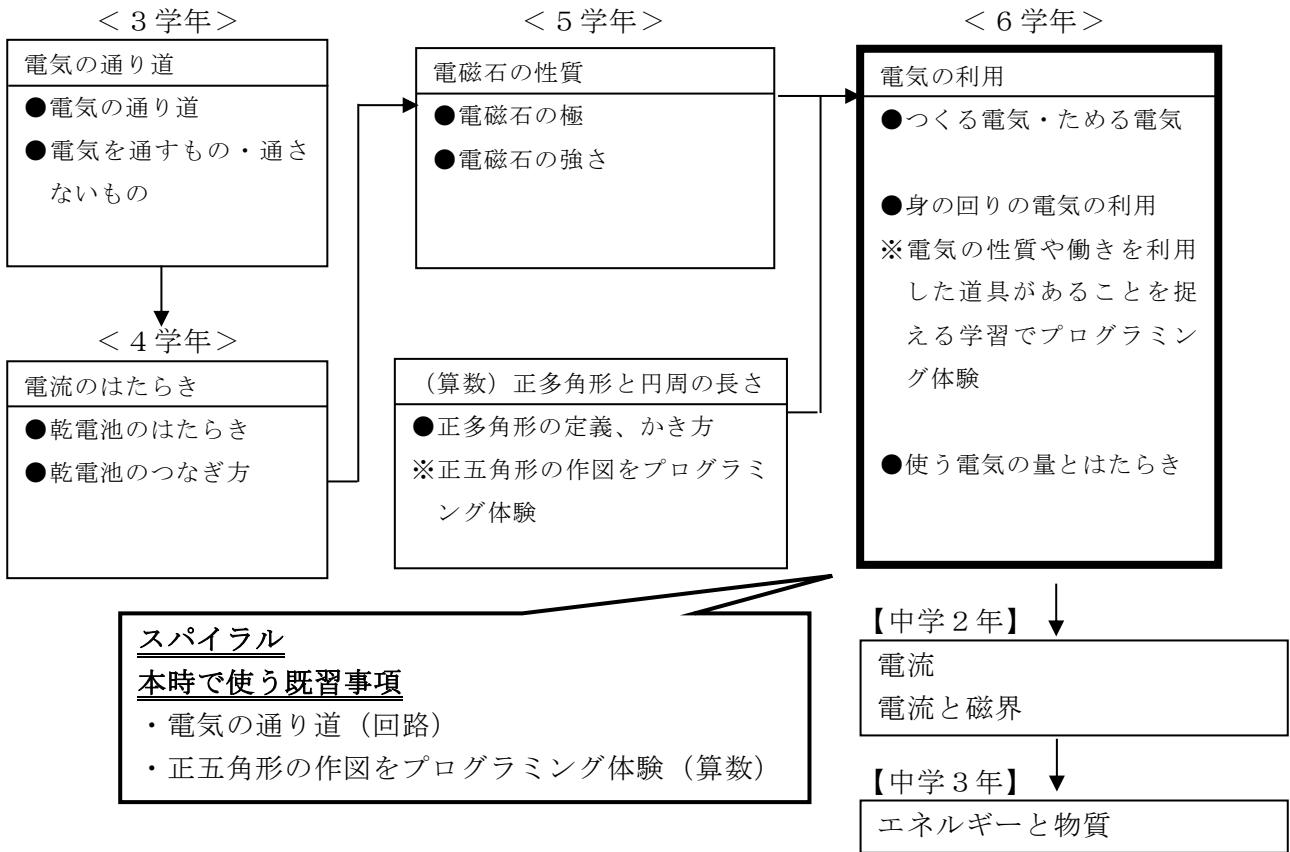 ＜３学年＞
電気の通り道
●電気の通り道
●電気を通すもの・通さ
ないもの
＜４学年＞
電流のはたらき
●乾電池のはたらき
●乾電池のつなぎ方
＜５学年＞
電磁石の性質
●電磁石の極
●電磁石の強さ
（算数）正多角形と円周の長さ
●正多角形の定義、かき方
※正五角形の作図をプログラミ
ング体験
＜６学年＞
電気の利用
●つくる電気・ためる電気
●身の回りの電気の利用
※電気の性質や働きを利用
した道具があることを捉
える学習でプログラミン
グ体験
●使う電気の量とはたらき
スパイラル
本時で使う既習事項
・電気の通り道（回路）
・正五角形の作図をプログラミング体験（算数）
【中学２年】
電流
電流と磁界
【中学３年】
エネルギーと物質